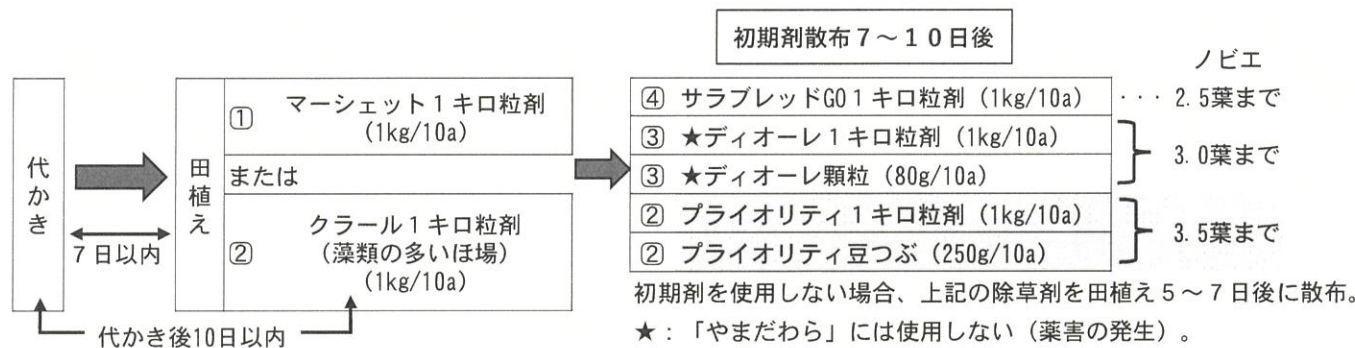 初期剤散布7～10日後
ノビエ
代かき
7日以内
田植え
① マーシェット1キロ粒剤
(1kg/10a)
または
② クラール1キロ粒剤
(藻類の多いほ場)
(1kg/10a)
代かき後10日以内
④ サラブレッドGO1キロ粒剤 (1kg/10a) ··· 2.5葉まで
③ ★ディオーレ1キロ粒剤 (1kg/10a)
③ ★ディオーレ顆粒 (80g/10a)
3.0葉まで
② プライオリティ1キロ粒剤 (1kg/10a)
② プライオリティ豆つぶ (250g/10a)
3.5葉まで
初期剤を使用しない場合、上記の除草剤を田植え5～7日後に散布。
★：「やまだわら」には使用しない（薬害の発生）。